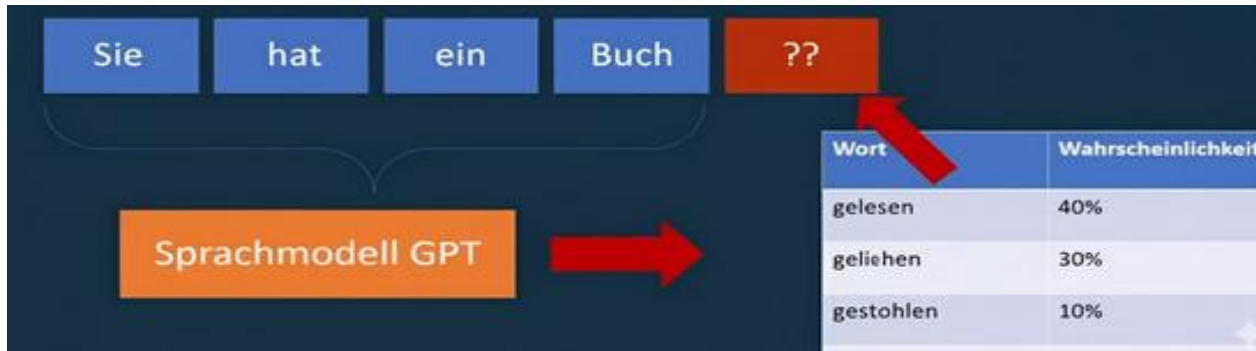 Sie hat ein Buch ??
Wort Wahrscheinlichkeit
Sprachmodell GPT
gelesen 40%
geliehen 30%
gestohlen 10%